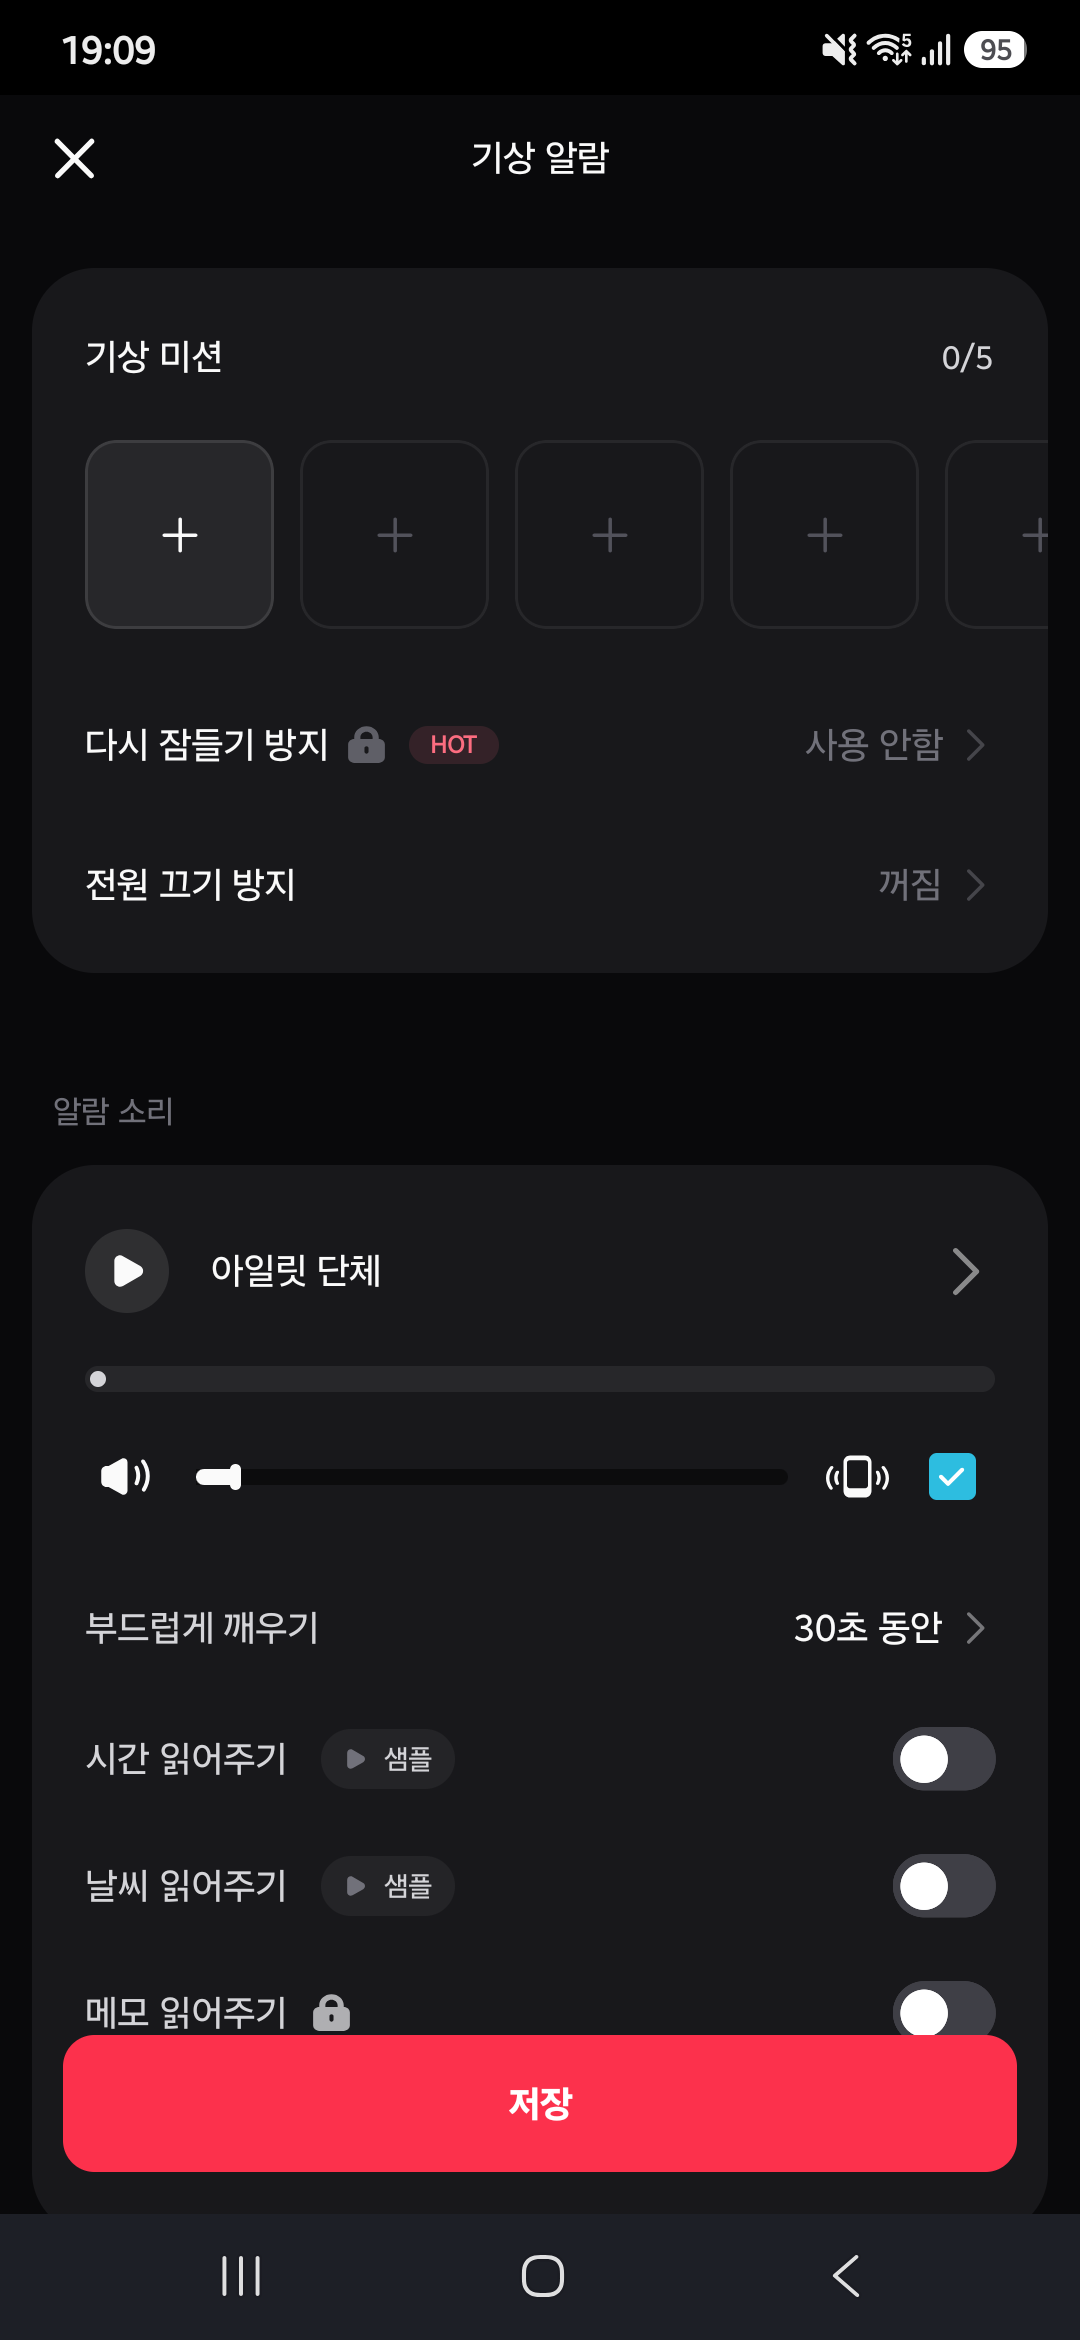 19:09
5
95
기상 알람
기상 미션
0/5
다시 잠들기 방지
HOT
사용 안함
전원 끄기 방지
꺼짐
알람 소리
아일릿 단체
부드럽게 깨우기
30초 동안
시간 읽어주기
샘플
날씨 읽어주기
샘플
메모 읽어주기
저장